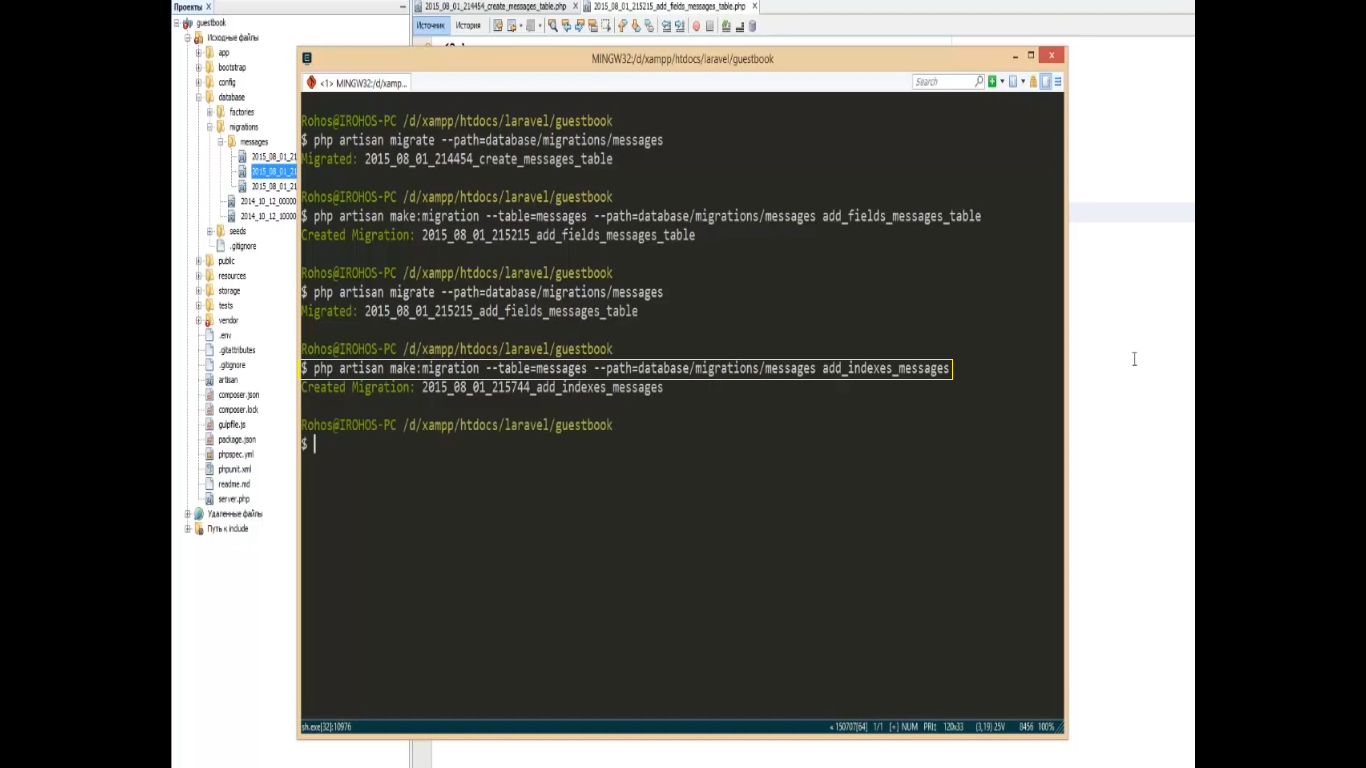 Проекты
guestbook
Исходные файлы
app
bootstrap
config
database
factories
migrations
messages
2015_08_01_21
2015_08_01_21
2015_08_01_21
2014_10_12_00000
2014_10_12_10000
seeds
.gitignore
public
resources
storage
tests
vendor
.env
.gitattributes
.gitignore
artisan
composer.json
composer.lock
gulpfile.js
package.json
phpspec.yml
phpunit.xml
readme.md
server.php
Удаленные файлы
Путь к include
2015_08_01_214454_create_messages_table.php
2015_08_01_215215_add_fields_messages_table.php
Источник История
MINGW32:/d/xampp/htdocs/laravel/guestbook
<1> MINGW32:/d/xamp...
Search
Rohos@IROHOS-PC /d/xampp/htdocs/laravel/guestbook
$ php artisan migrate --path=database/migrations/messages
Migrated: 2015_08_01_214454_create_messages_table
Rohos@IROHOS-PC /d/xampp/htdocs/laravel/guestbook
$ php artisan make:migration --table=messages --path=database/migrations/messages add_fields_messages_table
Created Migration: 2015_08_01_215215_add_fields_messages_table
Rohos@IROHOS-PC /d/xampp/htdocs/laravel/guestbook
$ php artisan migrate --path=database/migrations/messages
Migrated: 2015_08_01_215215_add_fields_messages_table
Rohos@IROHOS-PC /d/xampp/htdocs/laravel/guestbook
$ php artisan make:migration --table=messages --path=database/migrations/messages add_indexes_messages
Created Migration: 2015_08_01_215744_add_indexes_messages
Rohos@IROHOS-PC /d/xampp/htdocs/laravel/guestbook
$
sh.exe[32]:10976
« 150707[64] 1/1 [+] NUM PRI: 120x33 (3,19) 25V 8456 100%